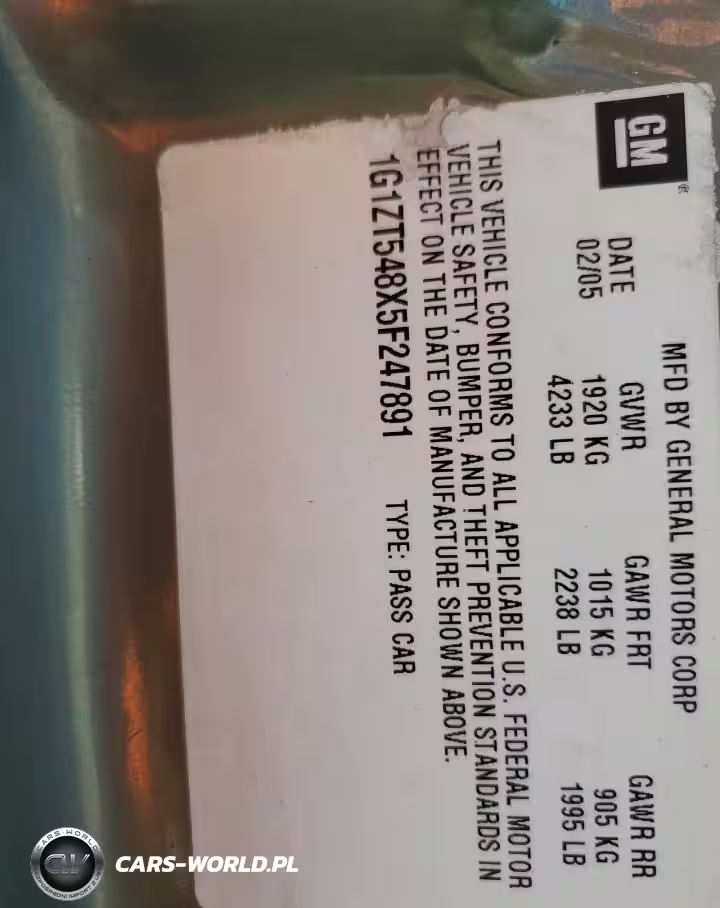 GM
®
MFD BY GENERAL MOTORS CORP
DATE GVWR GAWR FRT GAWR RR
02/05 1920 KG 1015 KG 905 KG
4233 LB 2238 LB 1995 LB
THIS VEHICLE CONFORMS TO ALL APPLICABLE U.S. FEDERAL MOTOR
VEHICLE SAFETY, BUMPER, AND THEFT PREVENTION STANDARDS IN
EFFECT ON THE DATE OF MANUFACTURE SHOWN ABOVE.
1G1ZT548X5F247891 TYPE: PASS CAR
CARS-WORLD
CW
CARS-WORLD.PL